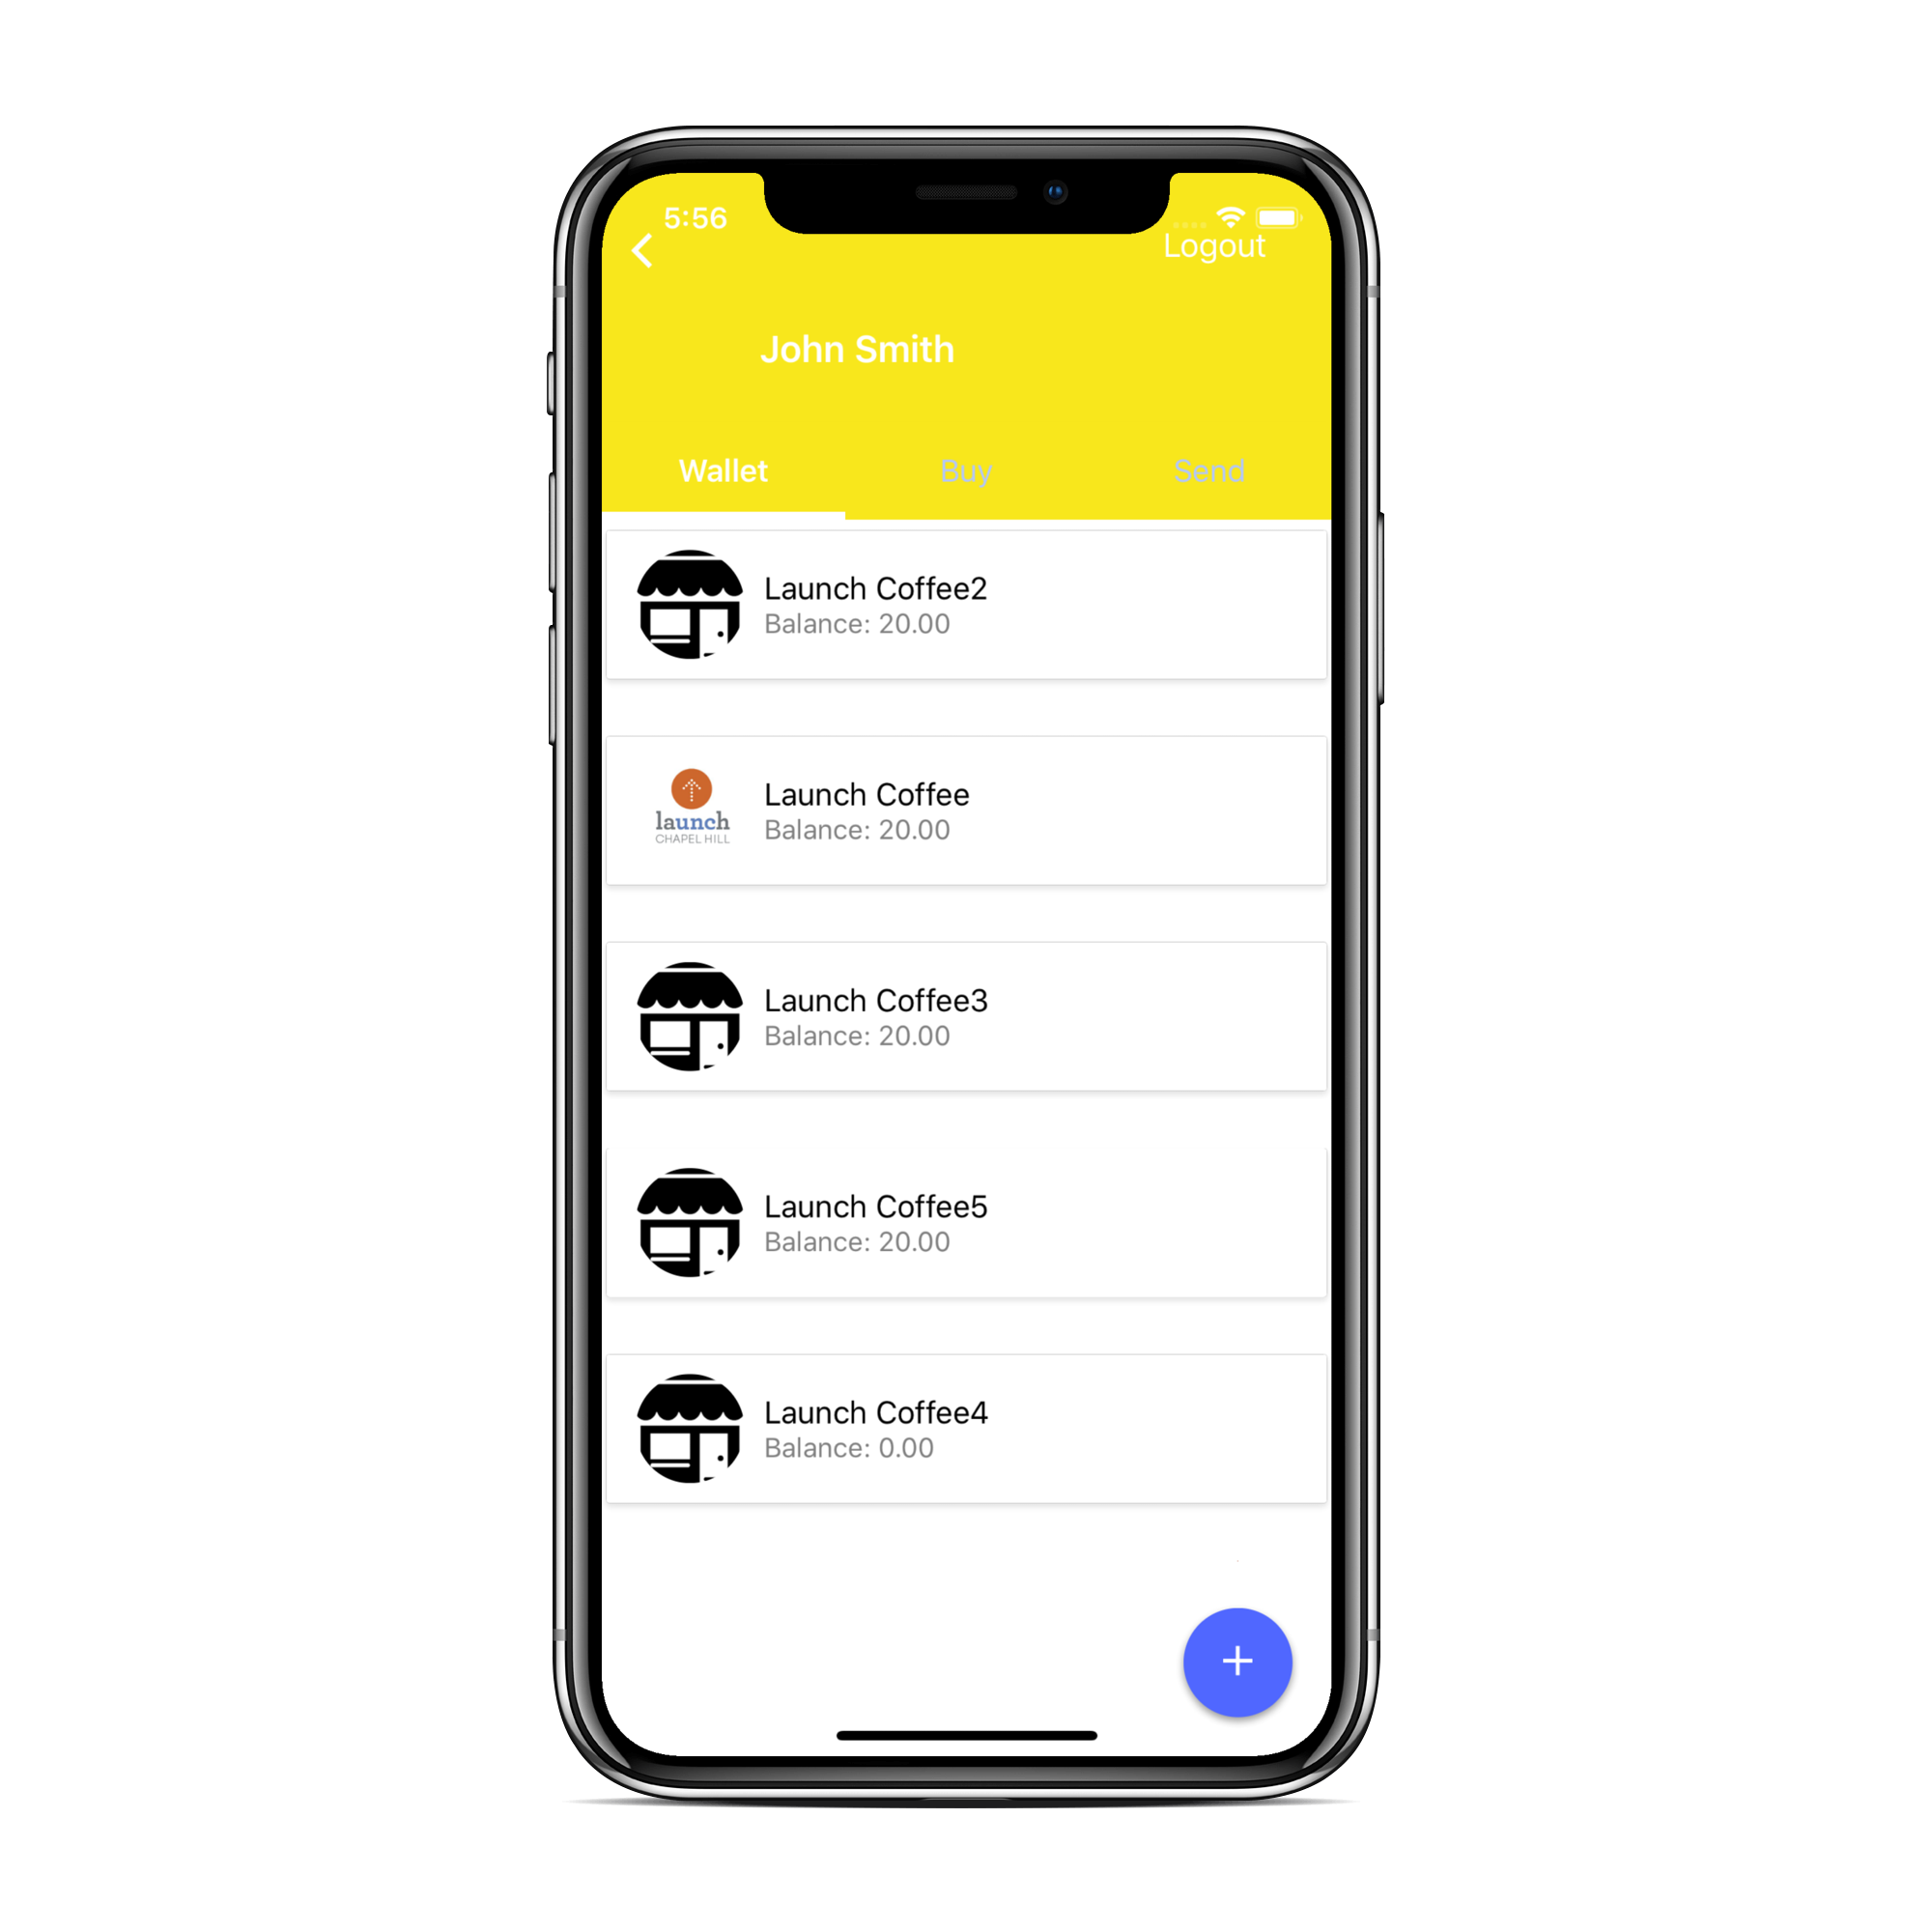 5:56
Logout
John Smith
Wallet Buy Send
Launch Coffee2
Balance: 20.00
launch
CHAPEL HILL
Launch Coffee
Balance: 20.00
Launch Coffee3
Balance: 20.00
Launch Coffee5
Balance: 20.00
Launch Coffee4
Balance: 0.00
+